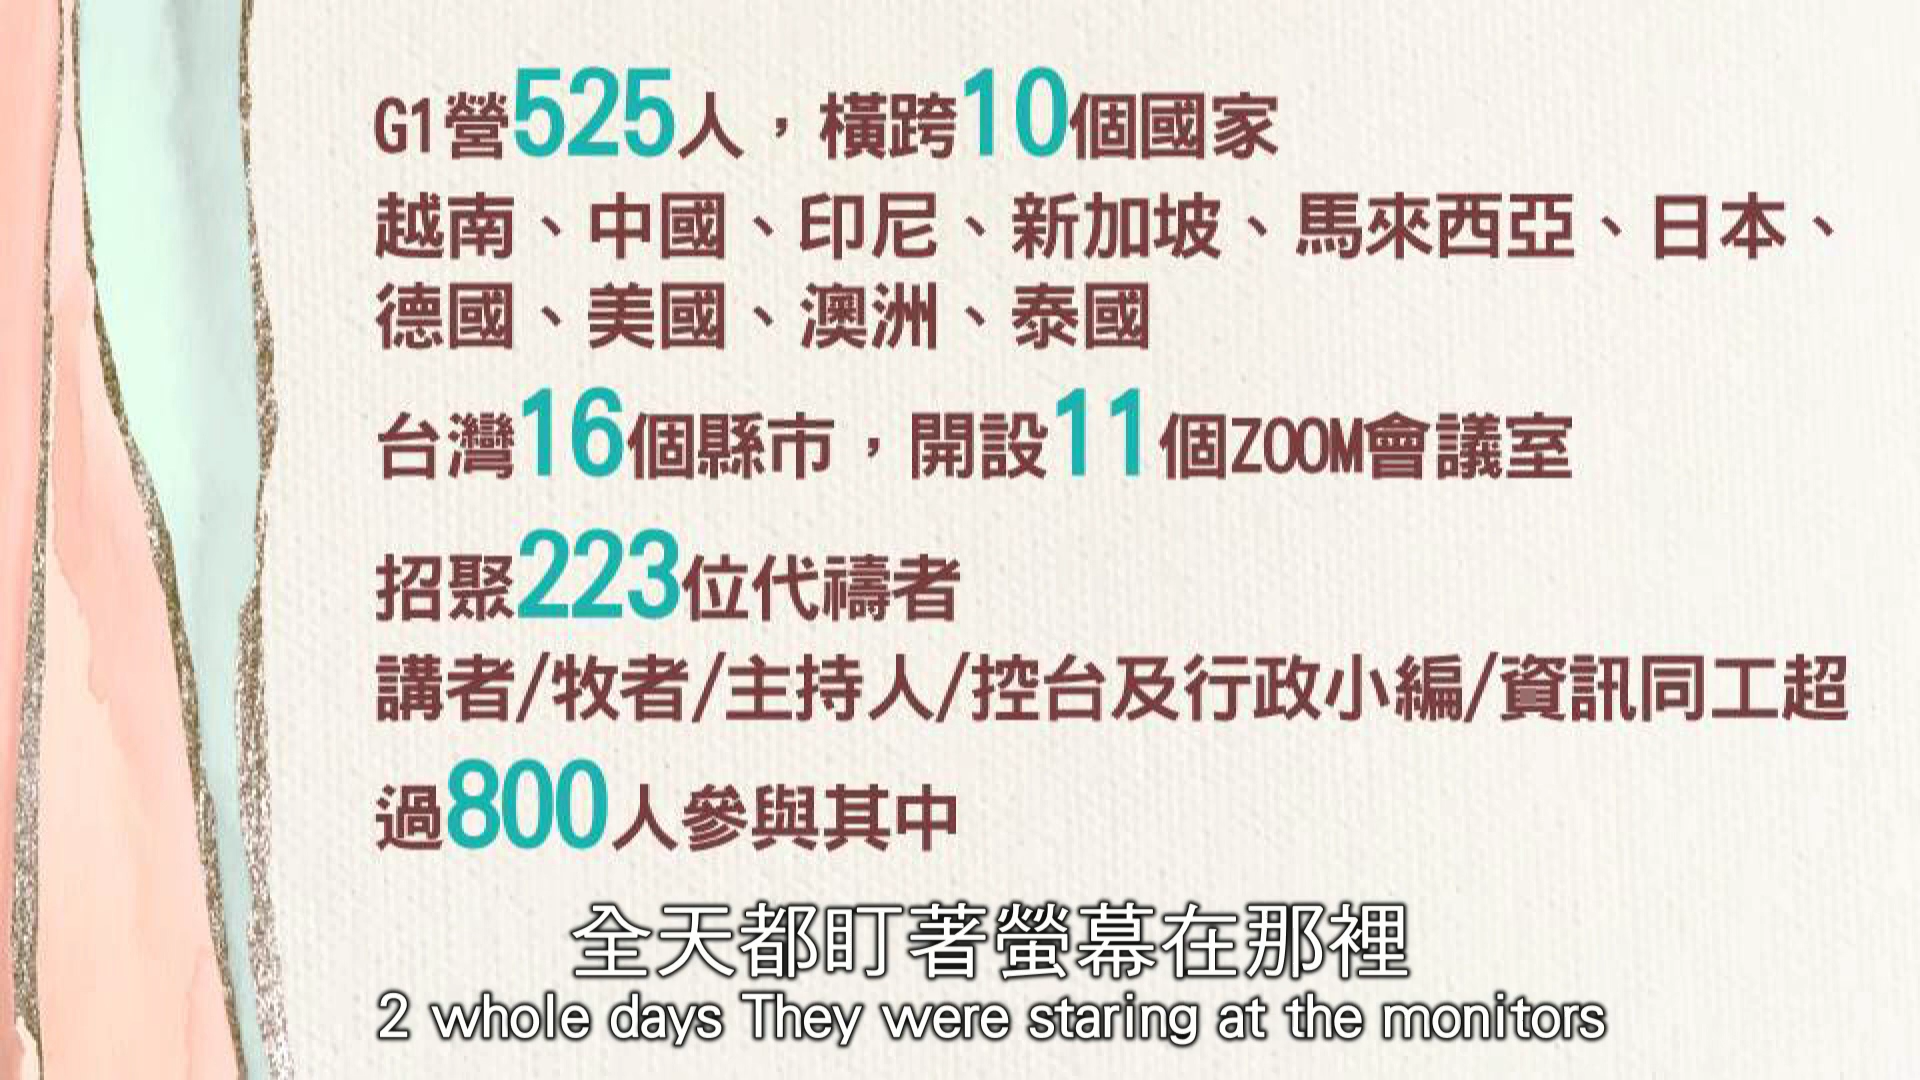 G1營525人，橫跨10個國家
越南、中國、印尼、新加坡、馬來西亞、日本、
德國、美國、澳洲、泰國
台灣16個縣市，開設11個ZOOM會議室
招聚223位代禱者
講者/牧者/主持人/控台及行政小編/資訊同工超
過800人參與其中
全天都盯著螢幕在那裡
2 whole days They were staring at the monitors